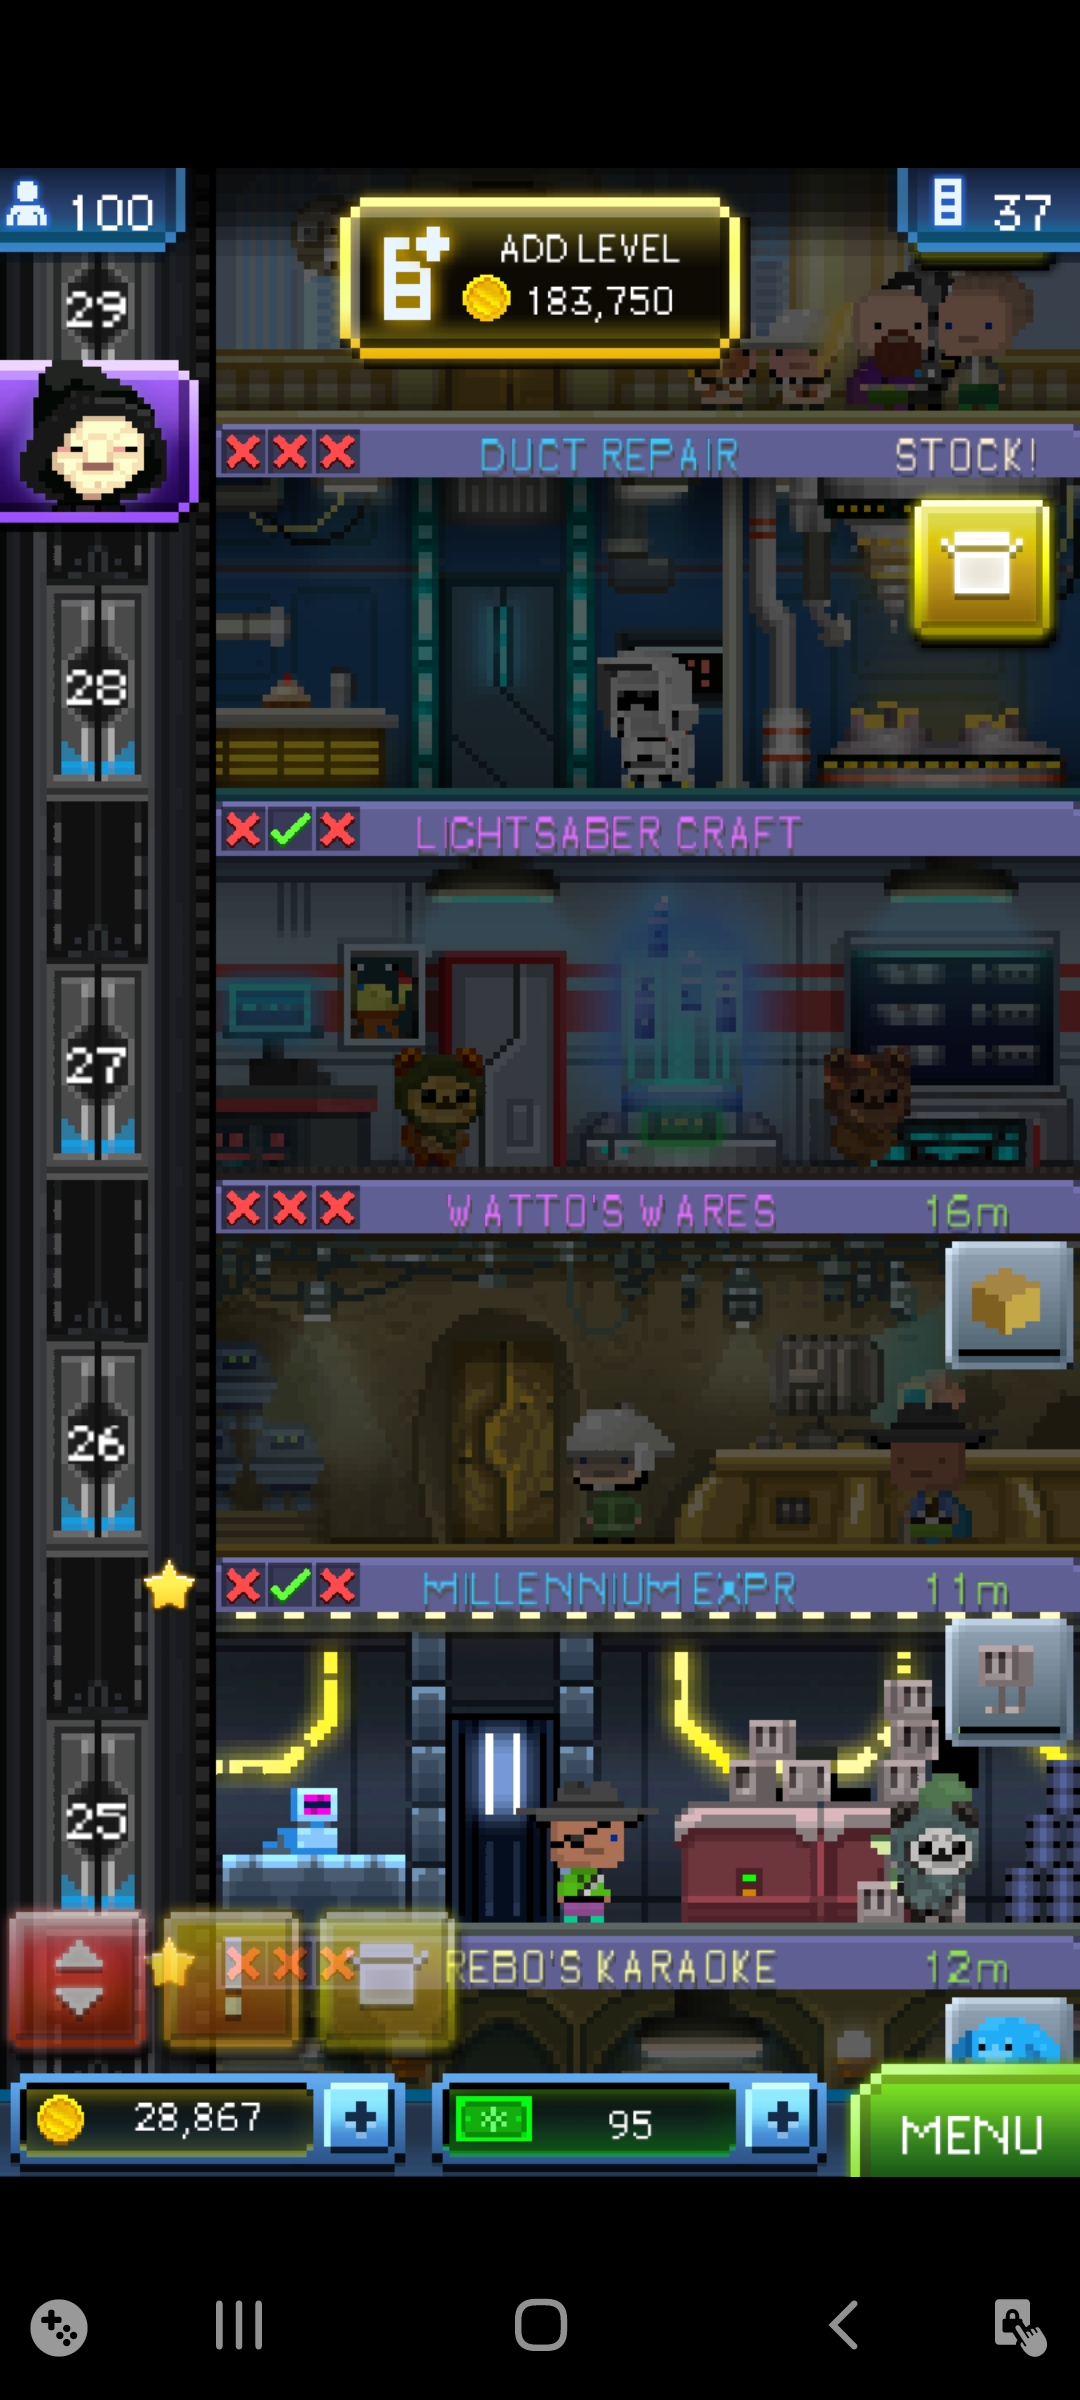 100
ADD LEVEL
183,750
37
29
DUCT REPAIR
STOCK!
28
LIGHTSABER CRAFT
27
WATTO'S WARES
16m
26
MILLENNIUM EXPR
11m
25
REBO'S KARAOKE
12m
28,867
95
MENU